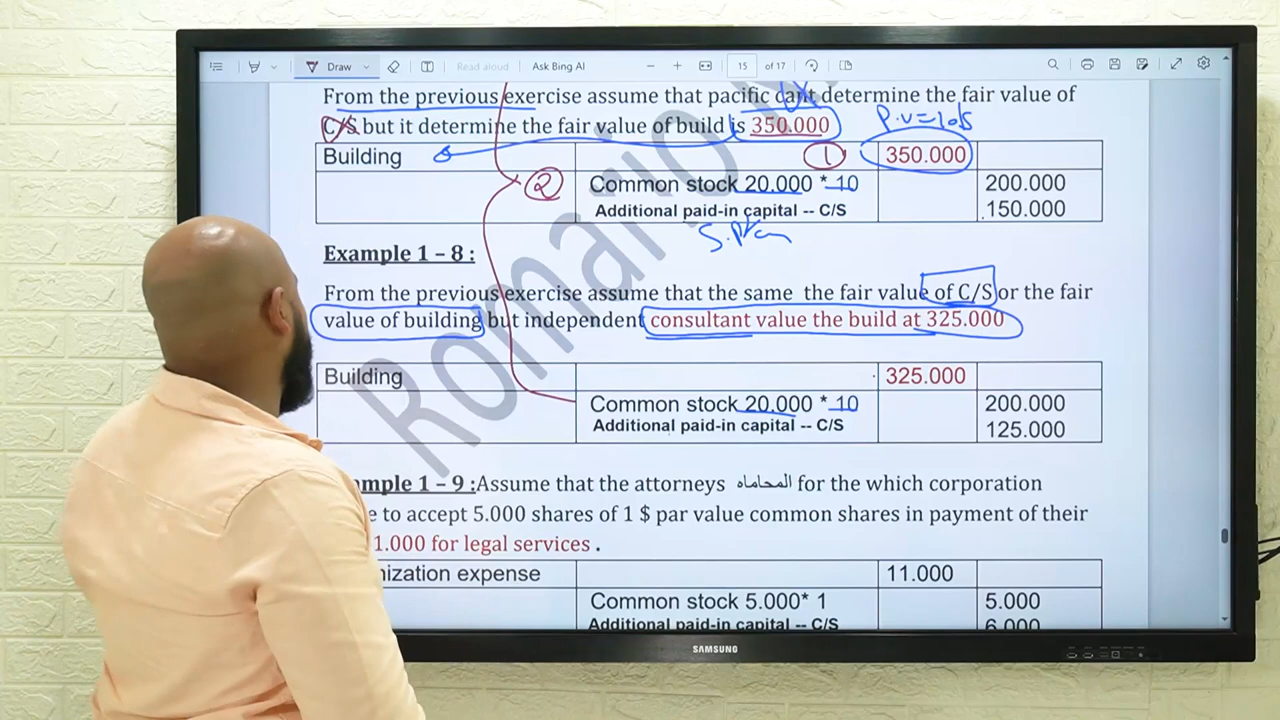 Draw
Read aloud
Ask Bing AI
15 of 17
From the previous exercise assume that pacific cant determine the fair value of
C/S but it determine the fair value of build is 350.000
P.V=10$
Building 1 350.000
2 Common stock 20.000 * 10 200.000
Additional paid-in capital -- C/S 150.000
Example 1 – 8 :
From the previous exercise assume that the same the fair value of C/S or the fair
value of building but independent consultant value the build at 325.000
Building 325.000
Common stock 20.000 * 10 200.000
Additional paid-in capital -- C/S 125.000
mple 1 – 9 :Assume that the attorneys المحاماه for the which corporation
e to accept 5.000 shares of 1 $ par value common shares in payment of their
1.000 for legal services .
nization expense 11.000
Common stock 5.000* 1 5.000
Additional paid-in capital -- C/S 6.000
Romario
SAMSUNG